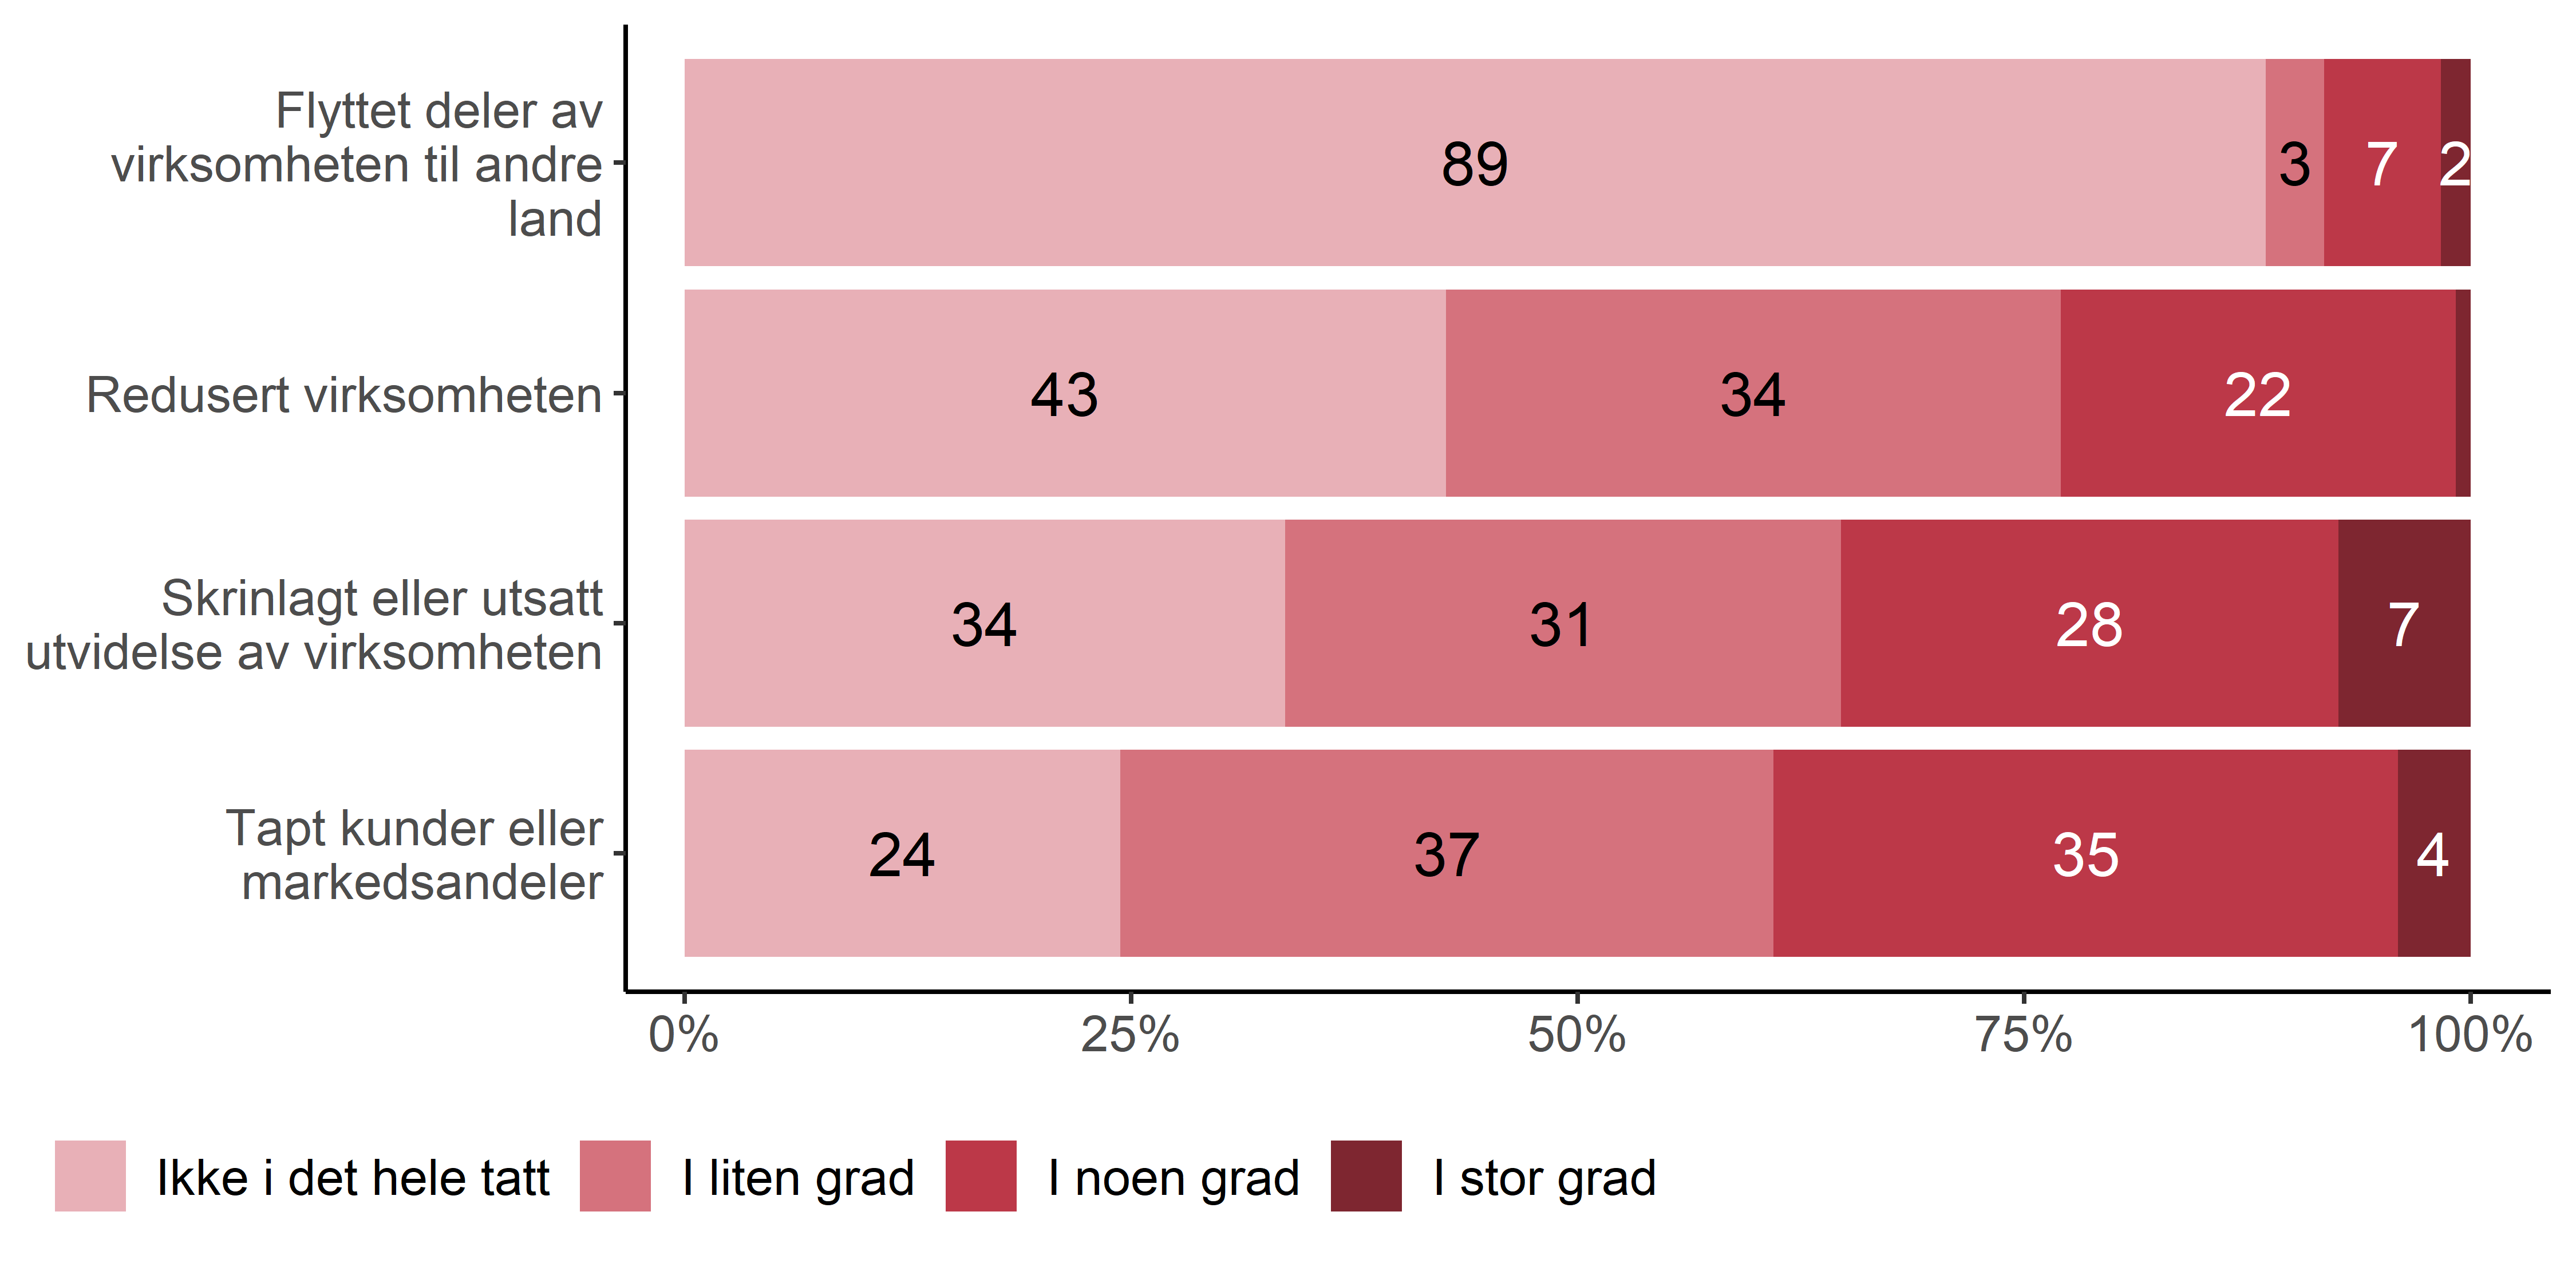 Flyttet deler av
virksomheten til andre
land
89
3
7
2
Redusert virksomheten
43
34
22
Skrinlagt eller utsatt
utvidelse av virksomheten
34
31
28
7
Tapt kunder eller
markedsandeler
24
37
35
4
0%
25%
50%
75%
100%
Ikke i det hele tatt
I liten grad
I noen grad
I stor grad